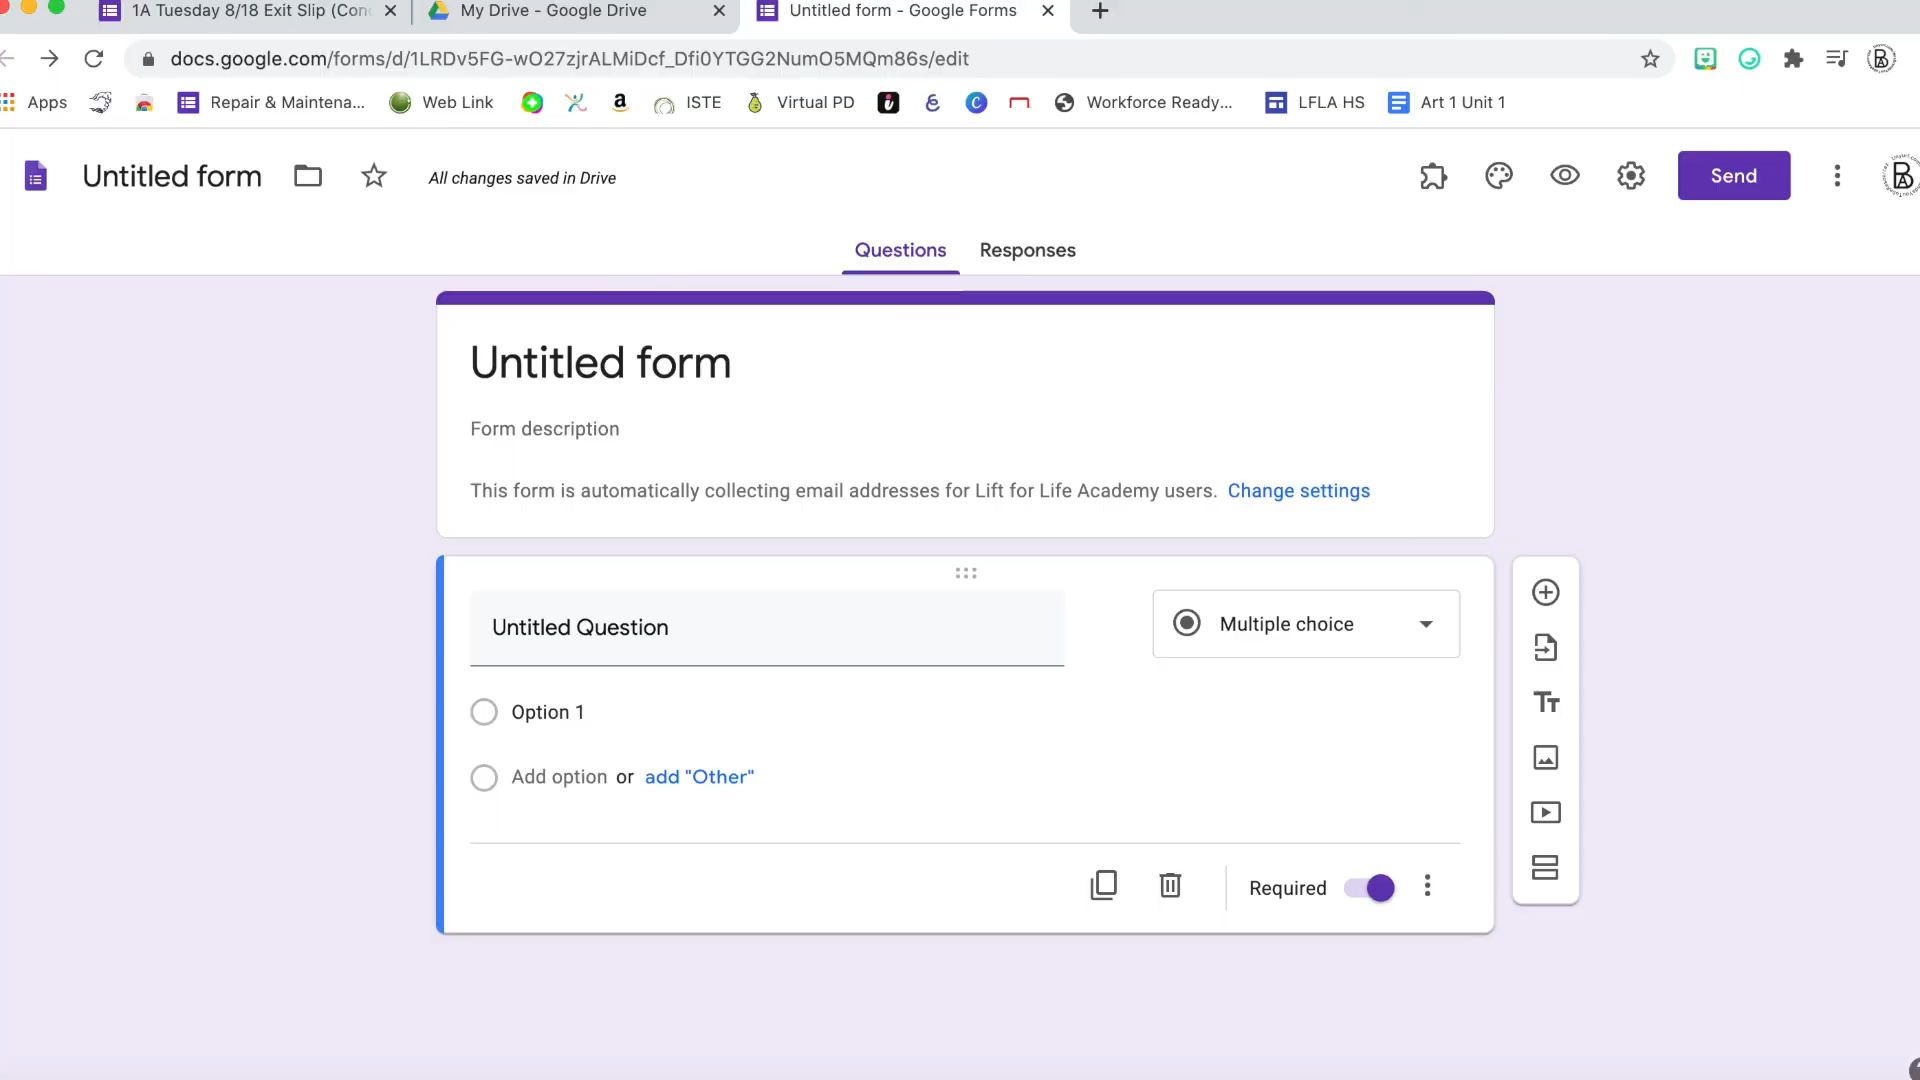 1A Tuesday 8/18 Exit Slip (Conc
My Drive - Google Drive
Untitled form - Google Forms
docs.google.com/forms/d/1LRDv5FG-wO27zjrALMiDcf_Dfi0YTGG2NumO5MQm86s/edit
Apps
Repair & Maintena...
Web Link
ISTE
Virtual PD
Workforce Ready...
LFLA HS
Art 1 Unit 1
Untitled form
All changes saved in Drive
Send
Questions
Responses
Untitled form
Form description
This form is automatically collecting email addresses for Lift for Life Academy users. Change settings
Untitled Question
Multiple choice
Option 1
Add option or add "Other"
Required